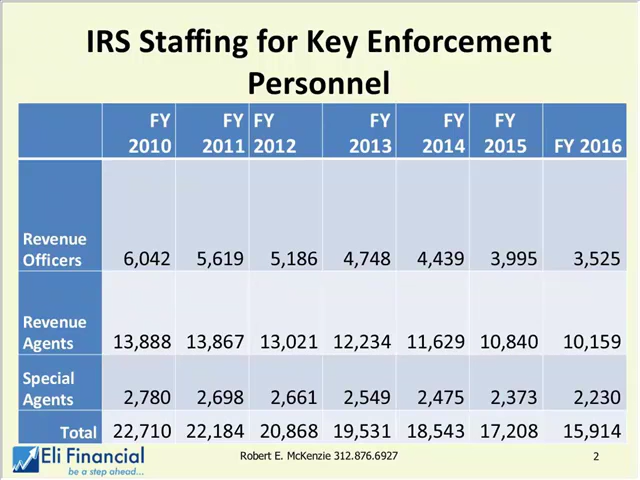 IRS Staffing for Key Enforcement
Personnel
FY 2010 FY 2011 FY 2012 FY 2013 FY 2014 FY 2015 FY 2016
Revenue Officers 6,042 5,619 5,186 4,748 4,439 3,995 3,525
Revenue Agents 13,888 13,867 13,021 12,234 11,629 10,840 10,159
Special Agents 2,780 2,698 2,661 2,549 2,475 2,373 2,230
Total 22,710 22,184 20,868 19,531 18,543 17,208 15,914
Eli Financial
be a step ahead...
Robert E. McKenzie 312.876.6927
2